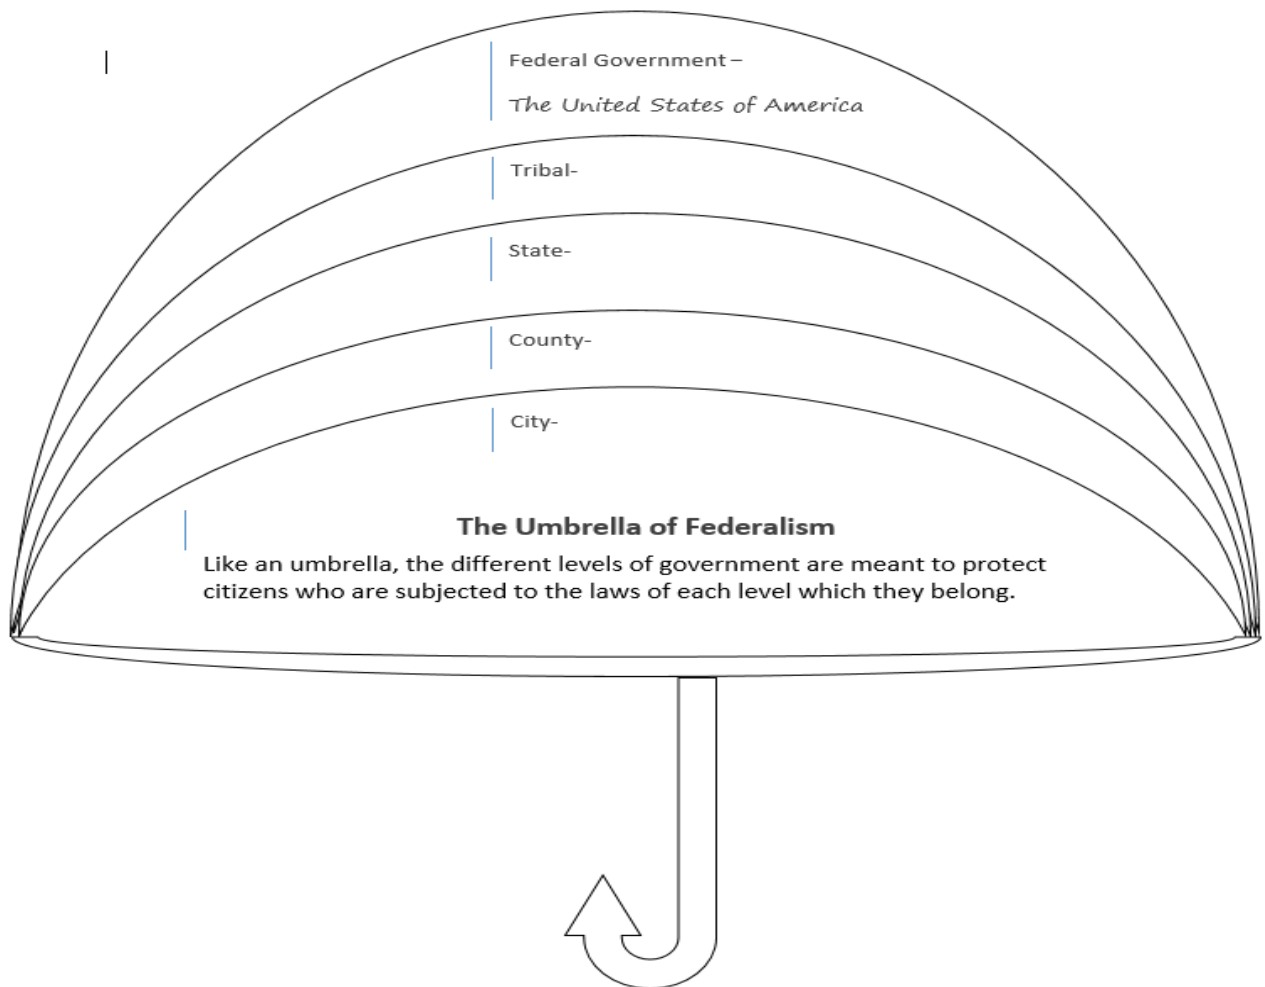 Federal Government –
The United States of America
Tribal-
State-
County-
City-
The Umbrella of Federalism
Like an umbrella, the different levels of government are meant to protect
citizens who are subjected to the laws of each level which they belong.